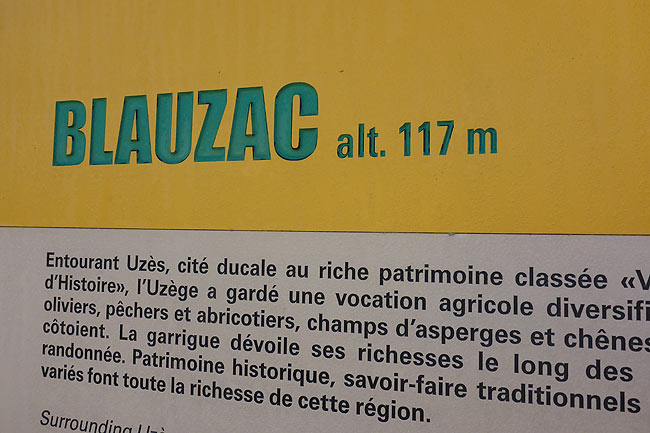 BLAUZAC alt. 117 m
Entourant Uzès, cité ducale au riche patrimoine classée «V
d'Histoire», l'Uzège a gardé une vocation agricole diversifi
oliviers, pêchers et abricotiers, champs d'asperges et chênes
côtoient. La garrigue dévoile ses richesses le long des
randonnée. Patrimoine historique, savoir-faire traditionnels
variés font toute la richesse de cette région.
Surrounding Uzè